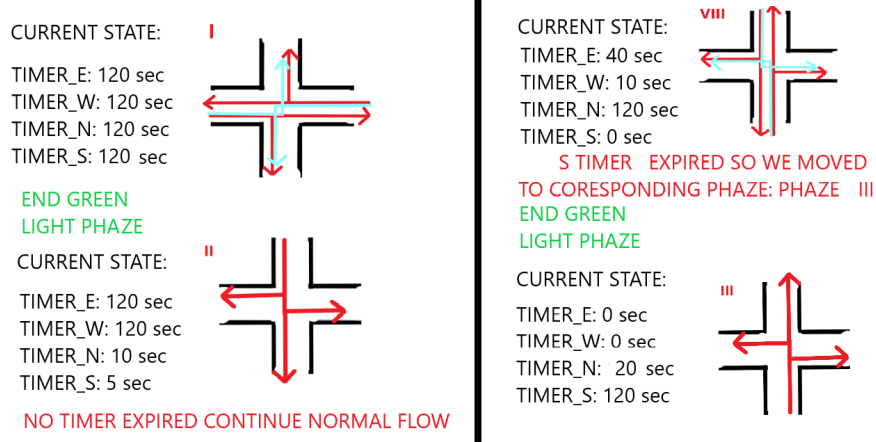 I
CURRENT STATE:
TIMER_E: 120 sec
TIMER_W: 120 sec
TIMER_N: 120 sec
TIMER_S: 120 sec
END GREEN
LIGHT PHAZE
II
CURRENT STATE:
TIMER_E: 120 sec
TIMER_W: 120 sec
TIMER_N: 10 sec
TIMER_S: 5 sec
NO TIMER EXPIRED CONTINUE NORMAL FLOW
VIII
CURRENT STATE:
TIMER_E: 40 sec
TIMER_W: 10 sec
TIMER_N: 120 sec
TIMER_S: 0 sec
S TIMER EXPIRED SO WE MOVED
TO CORESPONDING PHAZE: PHAZE III
END GREEN
LIGHT PHAZE
CURRENT STATE:
III
TIMER_E: 0 sec
TIMER_W: 0 sec
TIMER_N: 20 sec
TIMER_S: 120 sec